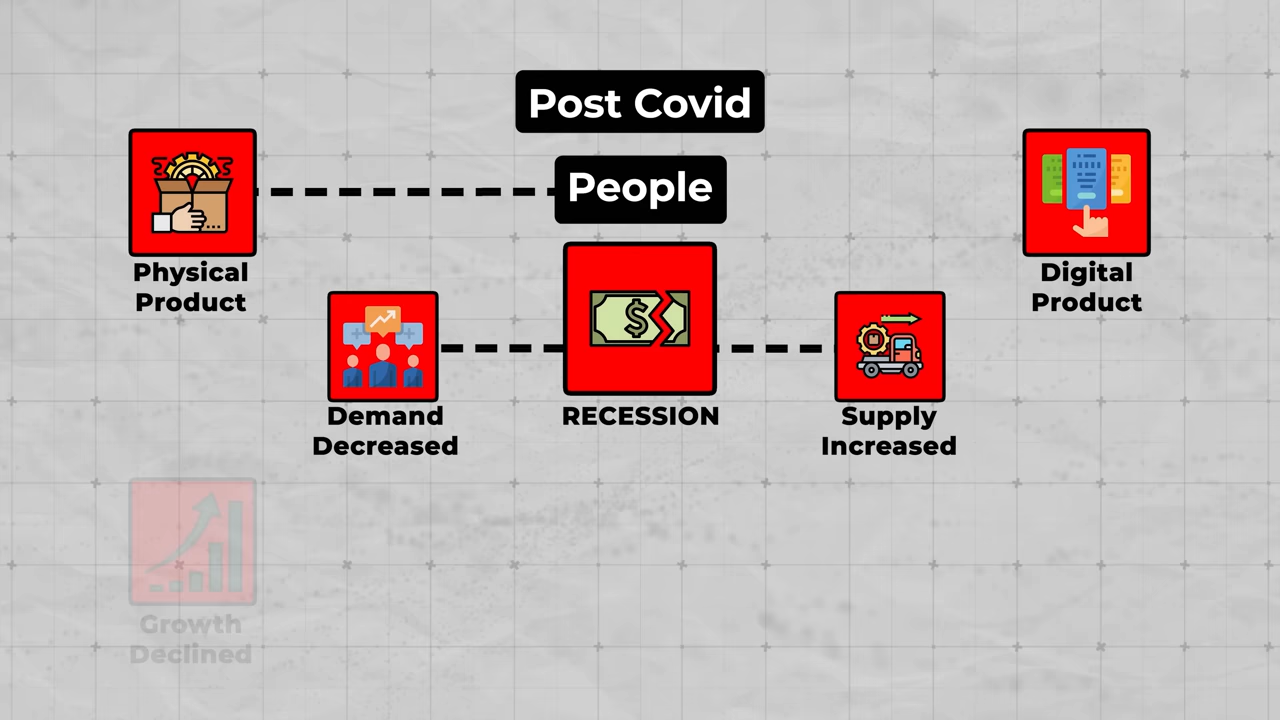 Post Covid
People
Physical
Product
Digital
Product
Demand
Decreased
RECESSION
Supply
Increased
Growth
Declined